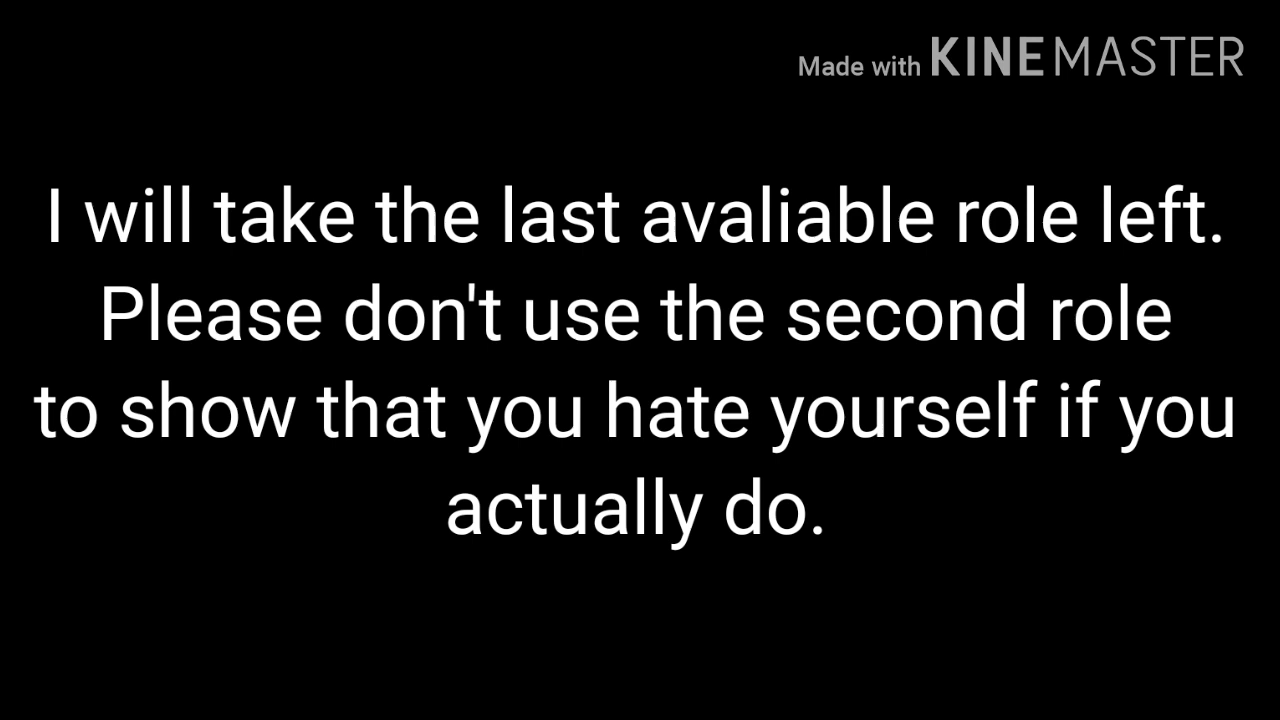 Made with KINEMASTER
I will take the last avaliable role left.
Please don't use the second role
to show that you hate yourself if you
actually do.